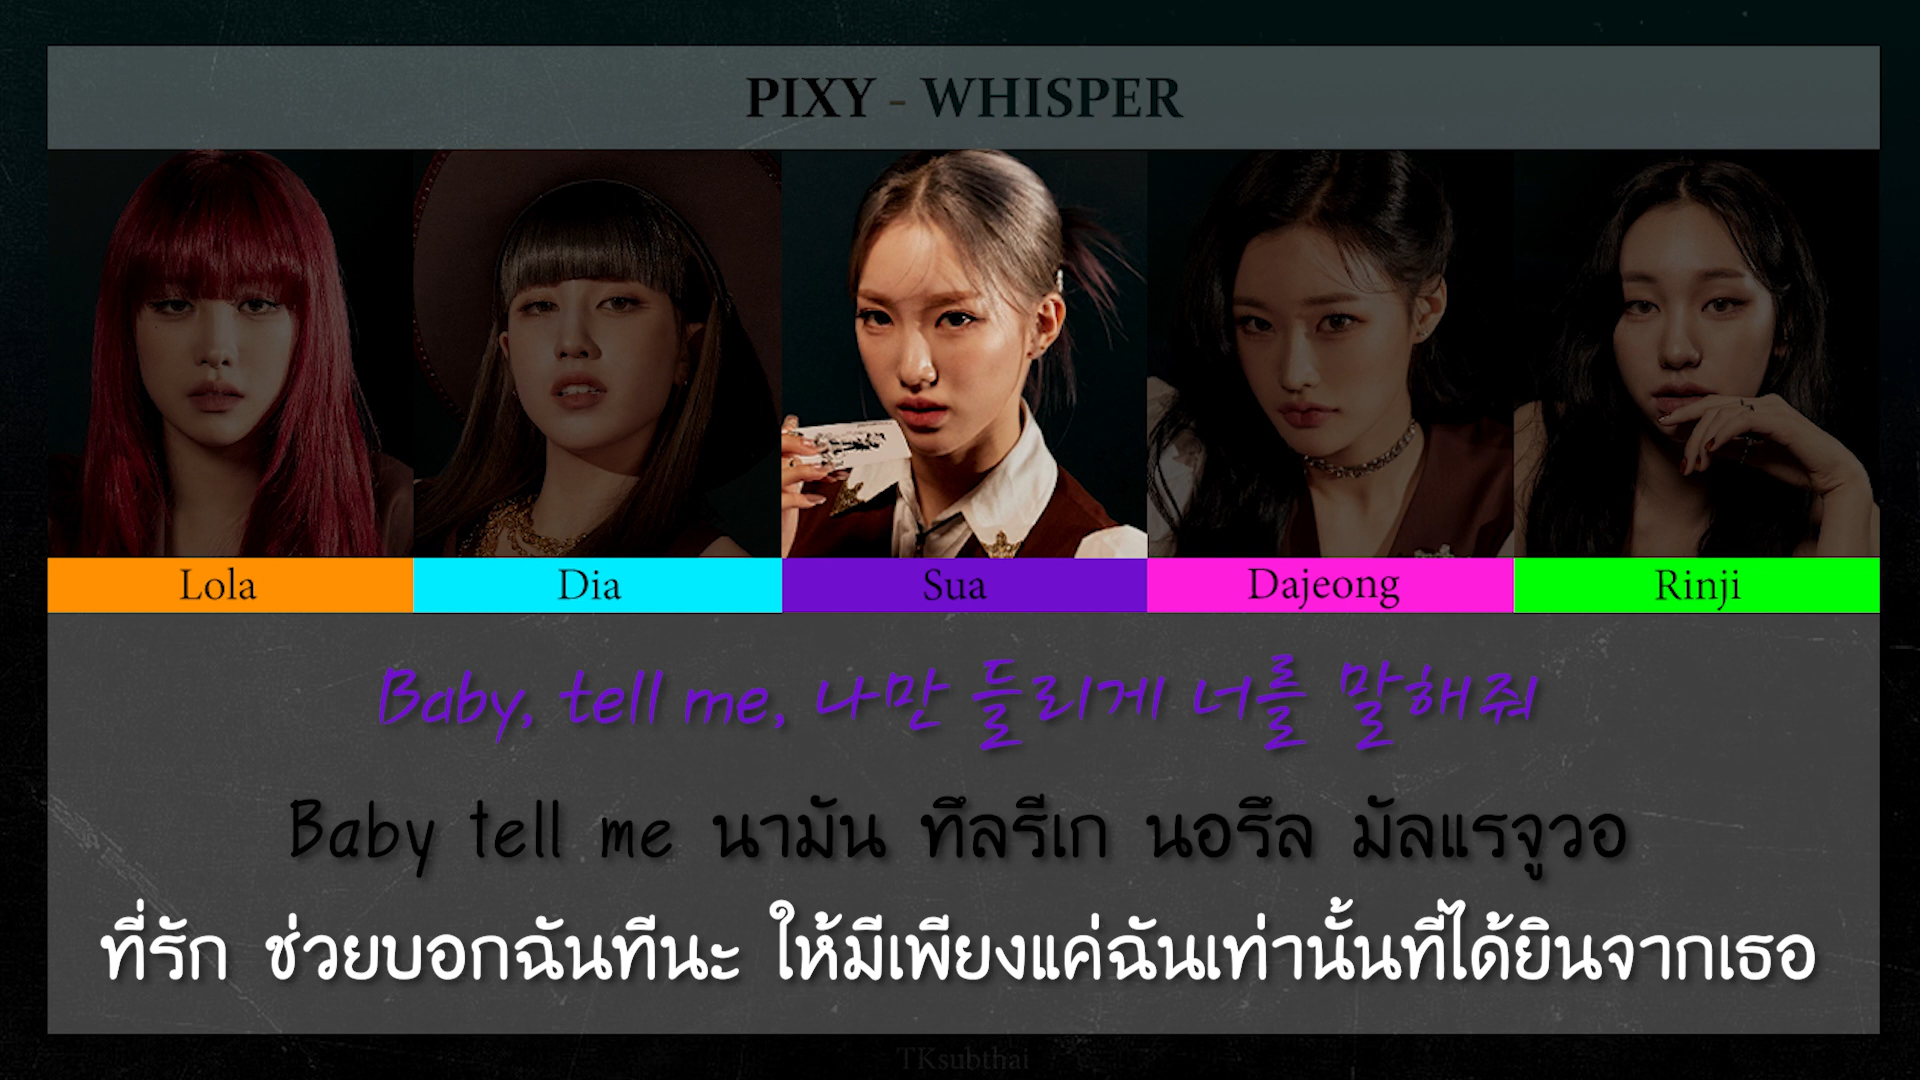 PIXY - WHISPER
Lola
Dia
Sua
Dajeong
Rinji
Baby, tell me, 나만 들리게 너를 말해줘
Baby tell me นามัน ทึลรีเก นอรึล มัลแรจูวอ
ที่รัก ช่วยบอกฉันทีนะ ให้มีเพียงแค่ฉันเท่านั้นที่ได้ยินจากเธอ
TKsubthai